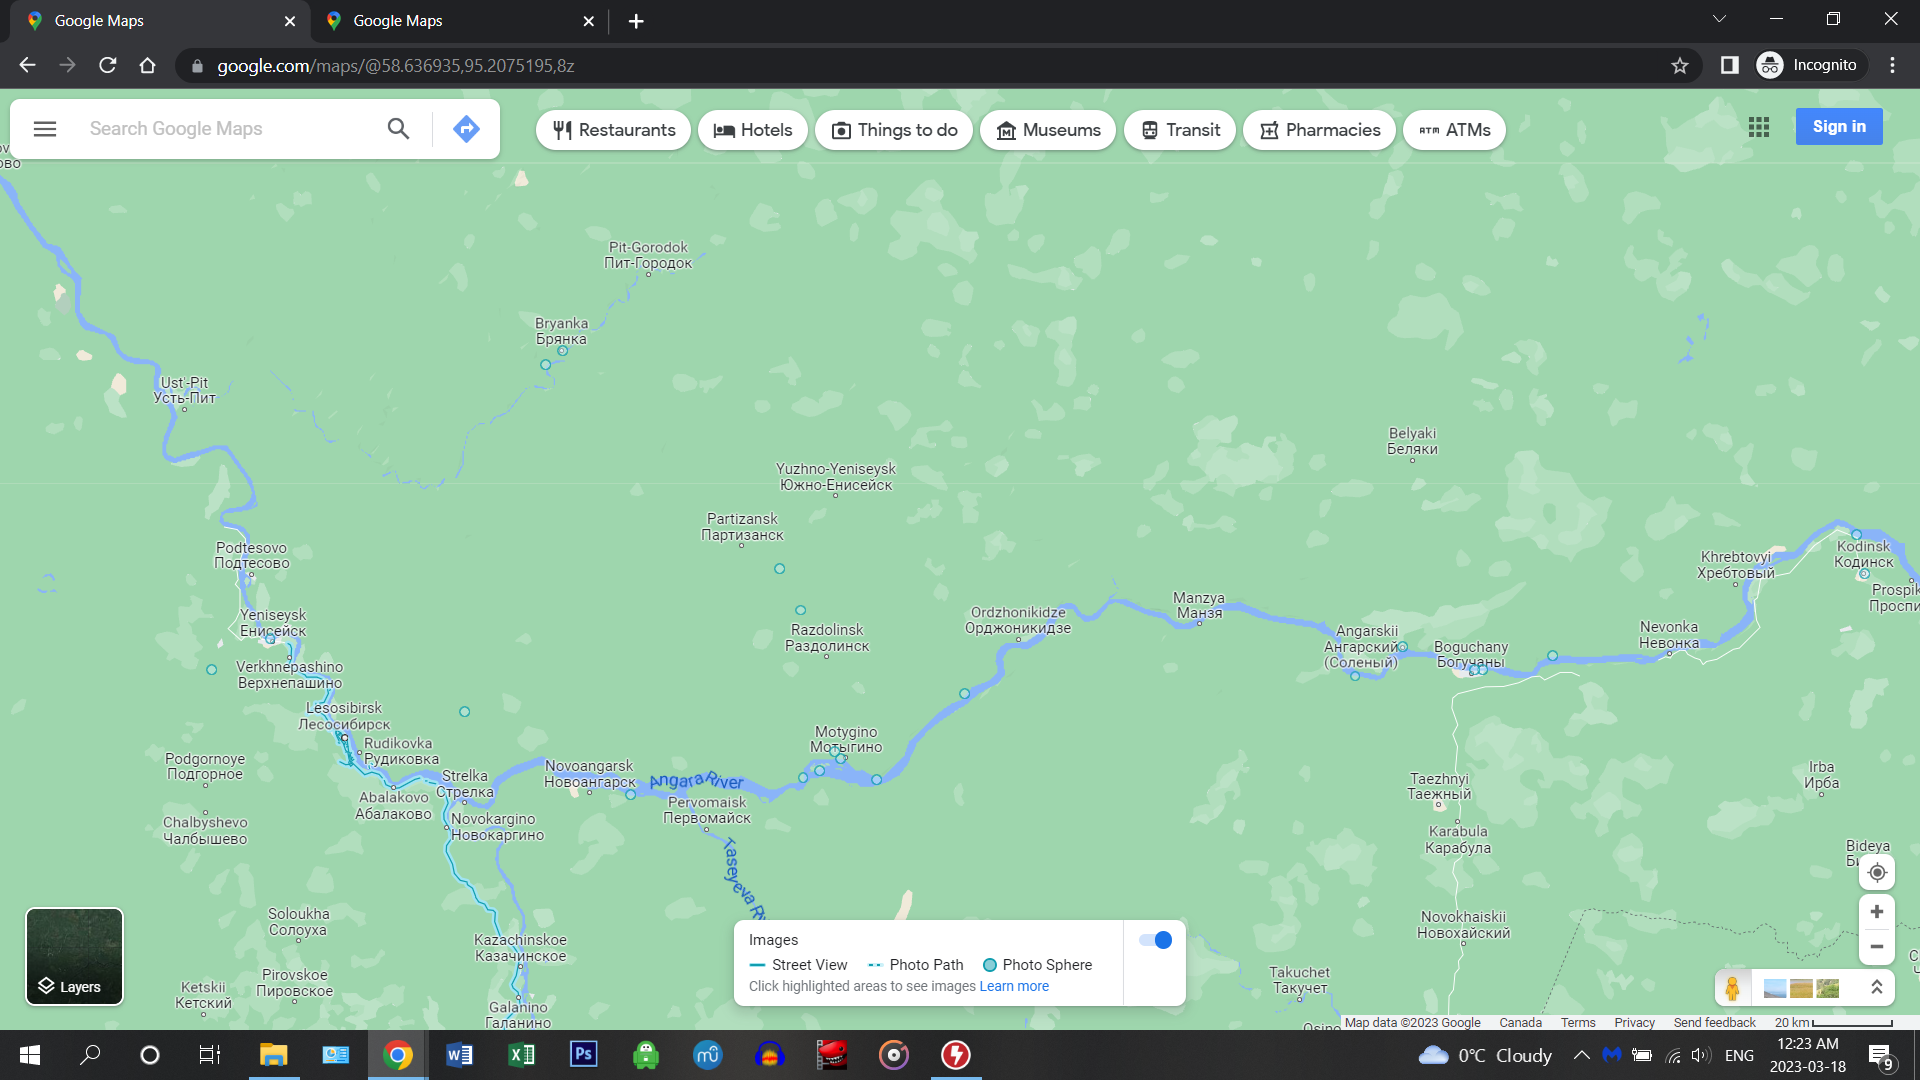 Google Maps
Google Maps
google.com/maps/@58.636935,95.2075195,8z
Incognito
Search Google Maps
Restaurants
Hotels
Things to do
Museums
Transit
Pharmacies
ATMs
Sign in
Pit-Gorodok
Пит-Городок
Bryanka
Брянка
Ust'-Pit
Усть-Пит
Belyaki
Беляки
Yuzhno-Yeniseysk
Южно-Енисейск
Partizansk
Партизанск
Podtesovo
Подтесово
Khrebtovyi
Хребтовый
Kodinsk
Кодинск
Yeniseysk
Енисейск
Ordzhonikidze
Орджоникидзе
Manzya
Манзя
Razdolinsk
Раздолинск
Angarskii
Ангарский
(Соленый)
Boguchany
Богучаны
Nevonka
Невонка
Verkhnepashino
Верхнепашино
Lesosibirsk
Лесосибирск
Rudikovka
Рудиковка
Motygino
Мотыгино
Podgornoye
Подгорное
Strelka
Стрелка
Novoangarsk
Новоангарск
Angara River
Abalakovo
Абалаково
Pervomaisk
Первомайск
Taezhnyi
Таежный
Irba
Ирба
Chalbyshevo
Чалбышево
Novokargino
Новокаргино
Karabula
Карабула
Bideya
Taseyeva
Soloukha
Солоуха
Kazachinskoe
Казачинское
Novokhaiskii
Новохайский
Pirovskoe
Пировское
Ketskii
Кетский
Galanino
Галанино
Takuchet
Такучет
Layers
Images
Street View
Photo Path
Photo Sphere
Click highlighted areas to see images Learn more
Map data ©2023 Google
Canada
Terms
Privacy
Send feedback
20 km
0°C Cloudy
ENG
12:23 AM
2023-03-18
9